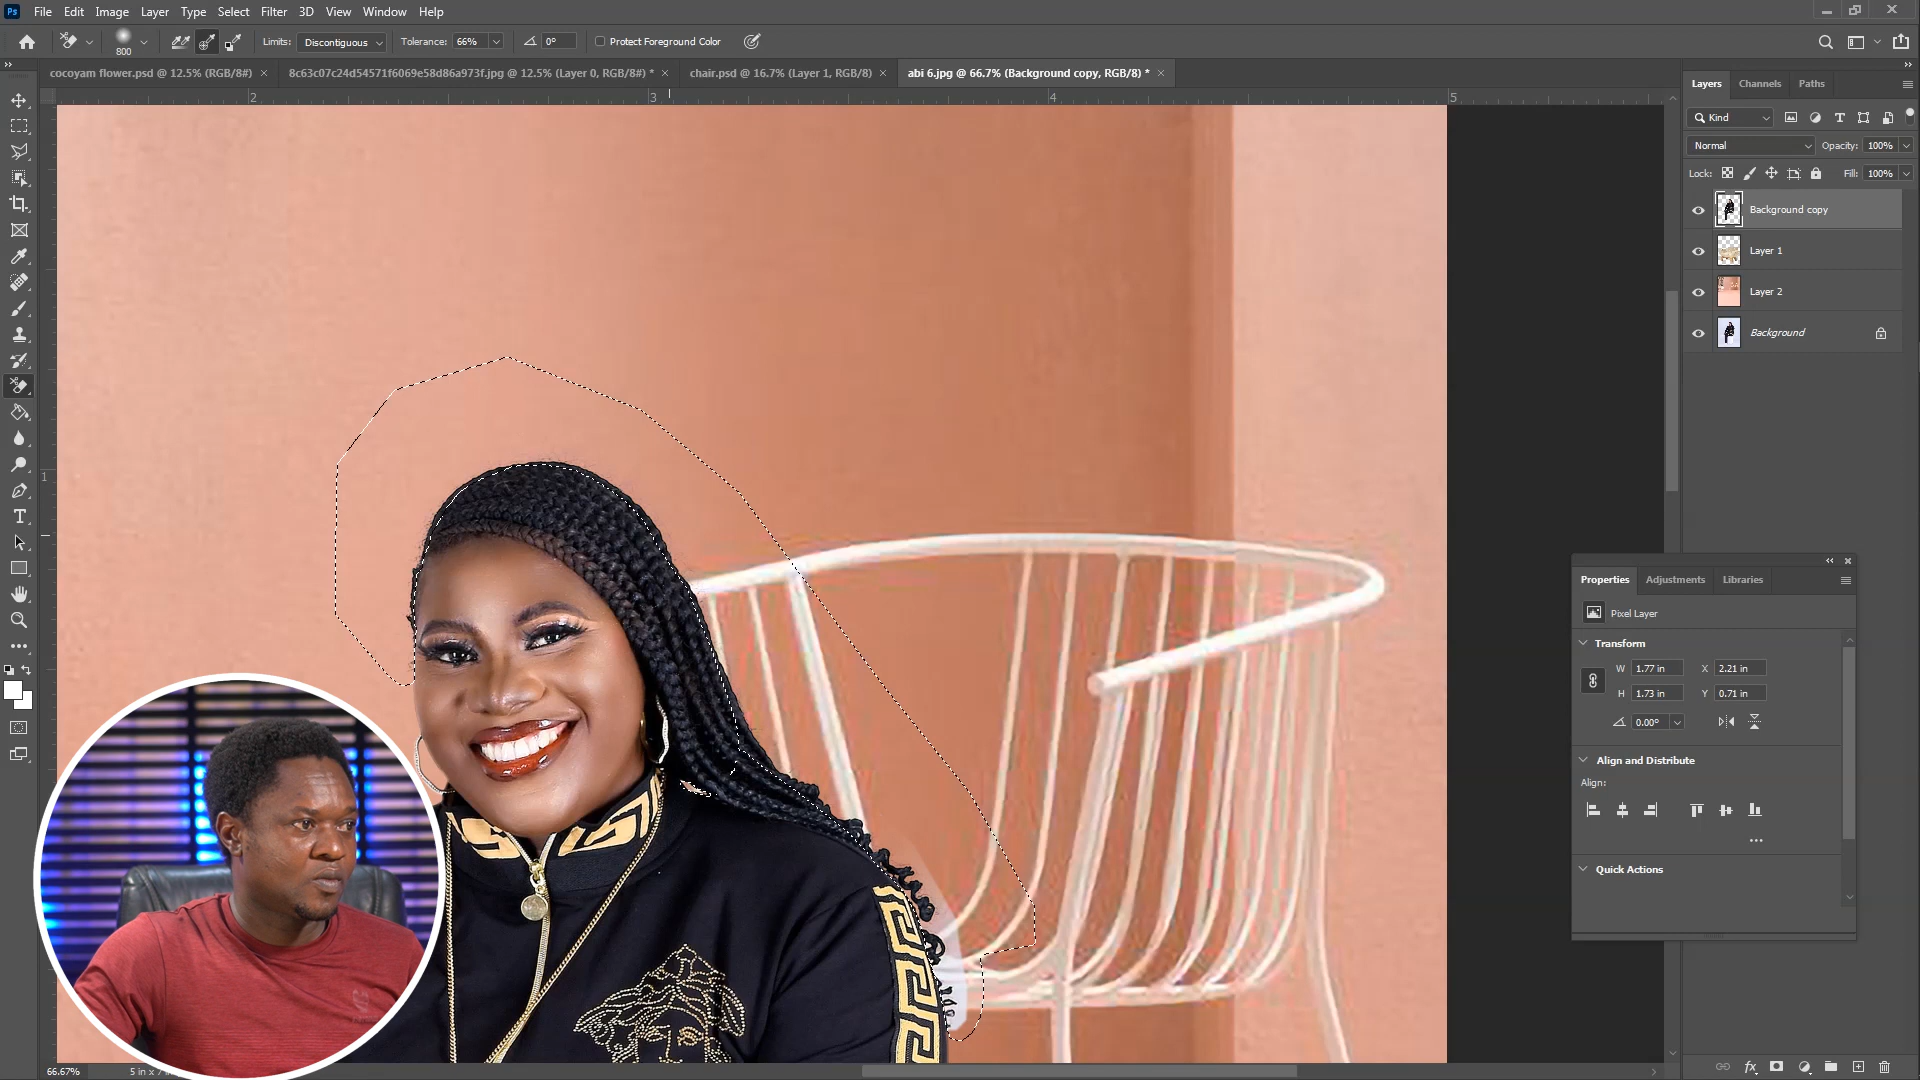 Ps File Edit Image Layer Type Select Filter 3D View Window Help
800 Limits: Discontiguous Tolerance: 66% 0° Protect Foreground Color
cocoyam flower.psd @ 12.5% (RGB/8#) × 8c63c07c24d54571f6069e58d86a973f.jpg @ 12.5% (Layer 0, RGB/8#) * × chair.psd @ 16.7% (Layer 1, RGB/8) × abi 6.jpg @ 66.7% (Background copy, RGB/8) * ×
2 3 4 5
1
Layers Channels Paths
Kind
Normal Opacity: 100%
Lock: Fill: 100%
Background copy
Layer 1
Layer 2
Background
Properties Adjustments Libraries
Pixel Layer
Transform
W 1.77 in X 2.21 in
H 1.73 in Y 0.71 in
0.00°
Align and Distribute
Align:
Quick Actions
66.67% 5 in x 7